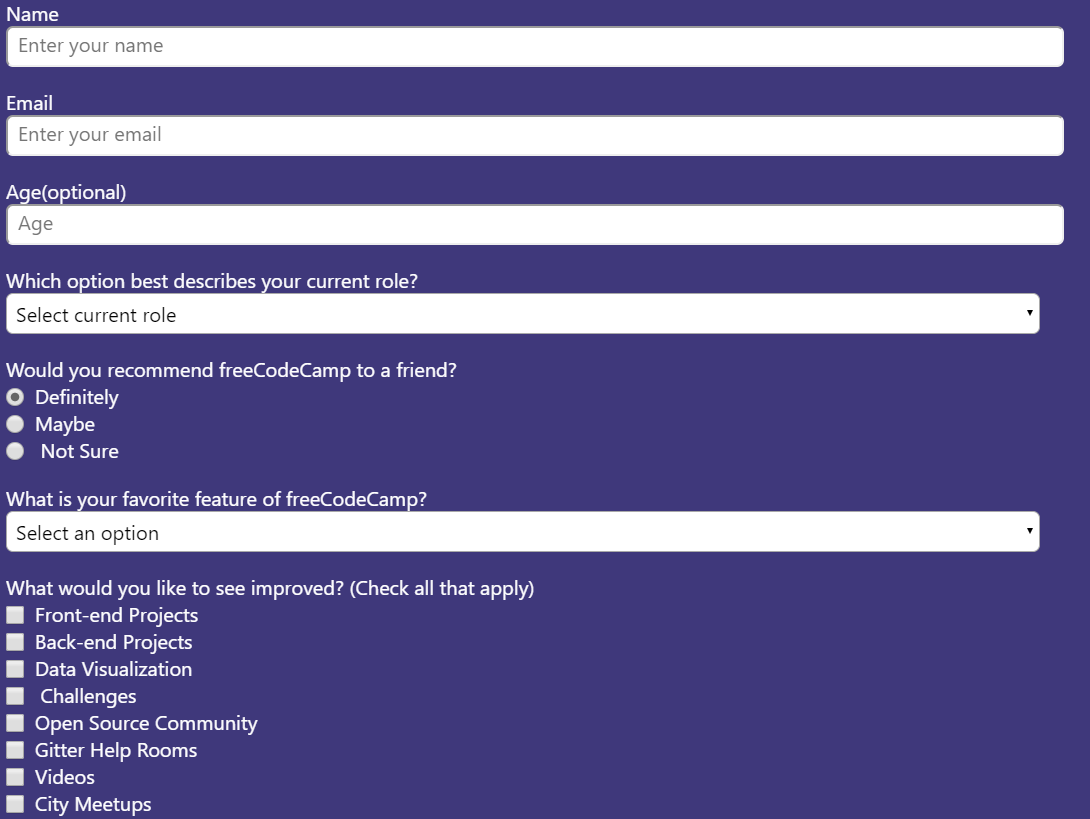 Name
Enter your name
Email
Enter your email
Age(optional)
Age
Which option best describes your current role?
Select current role
Would you recommend freeCodeCamp to a friend?
Definitely
Maybe
Not Sure
What is your favorite feature of freeCodeCamp?
Select an option
What would you like to see improved? (Check all that apply)
Front-end Projects
Back-end Projects
Data Visualization
Challenges
Open Source Community
Gitter Help Rooms
Videos
City Meetups